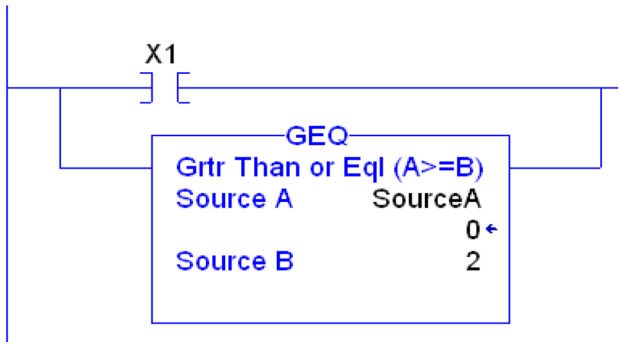 X1
GEQ
Grtr Than or Eql (A>=B)
Source A SourceA
0
Source B 2